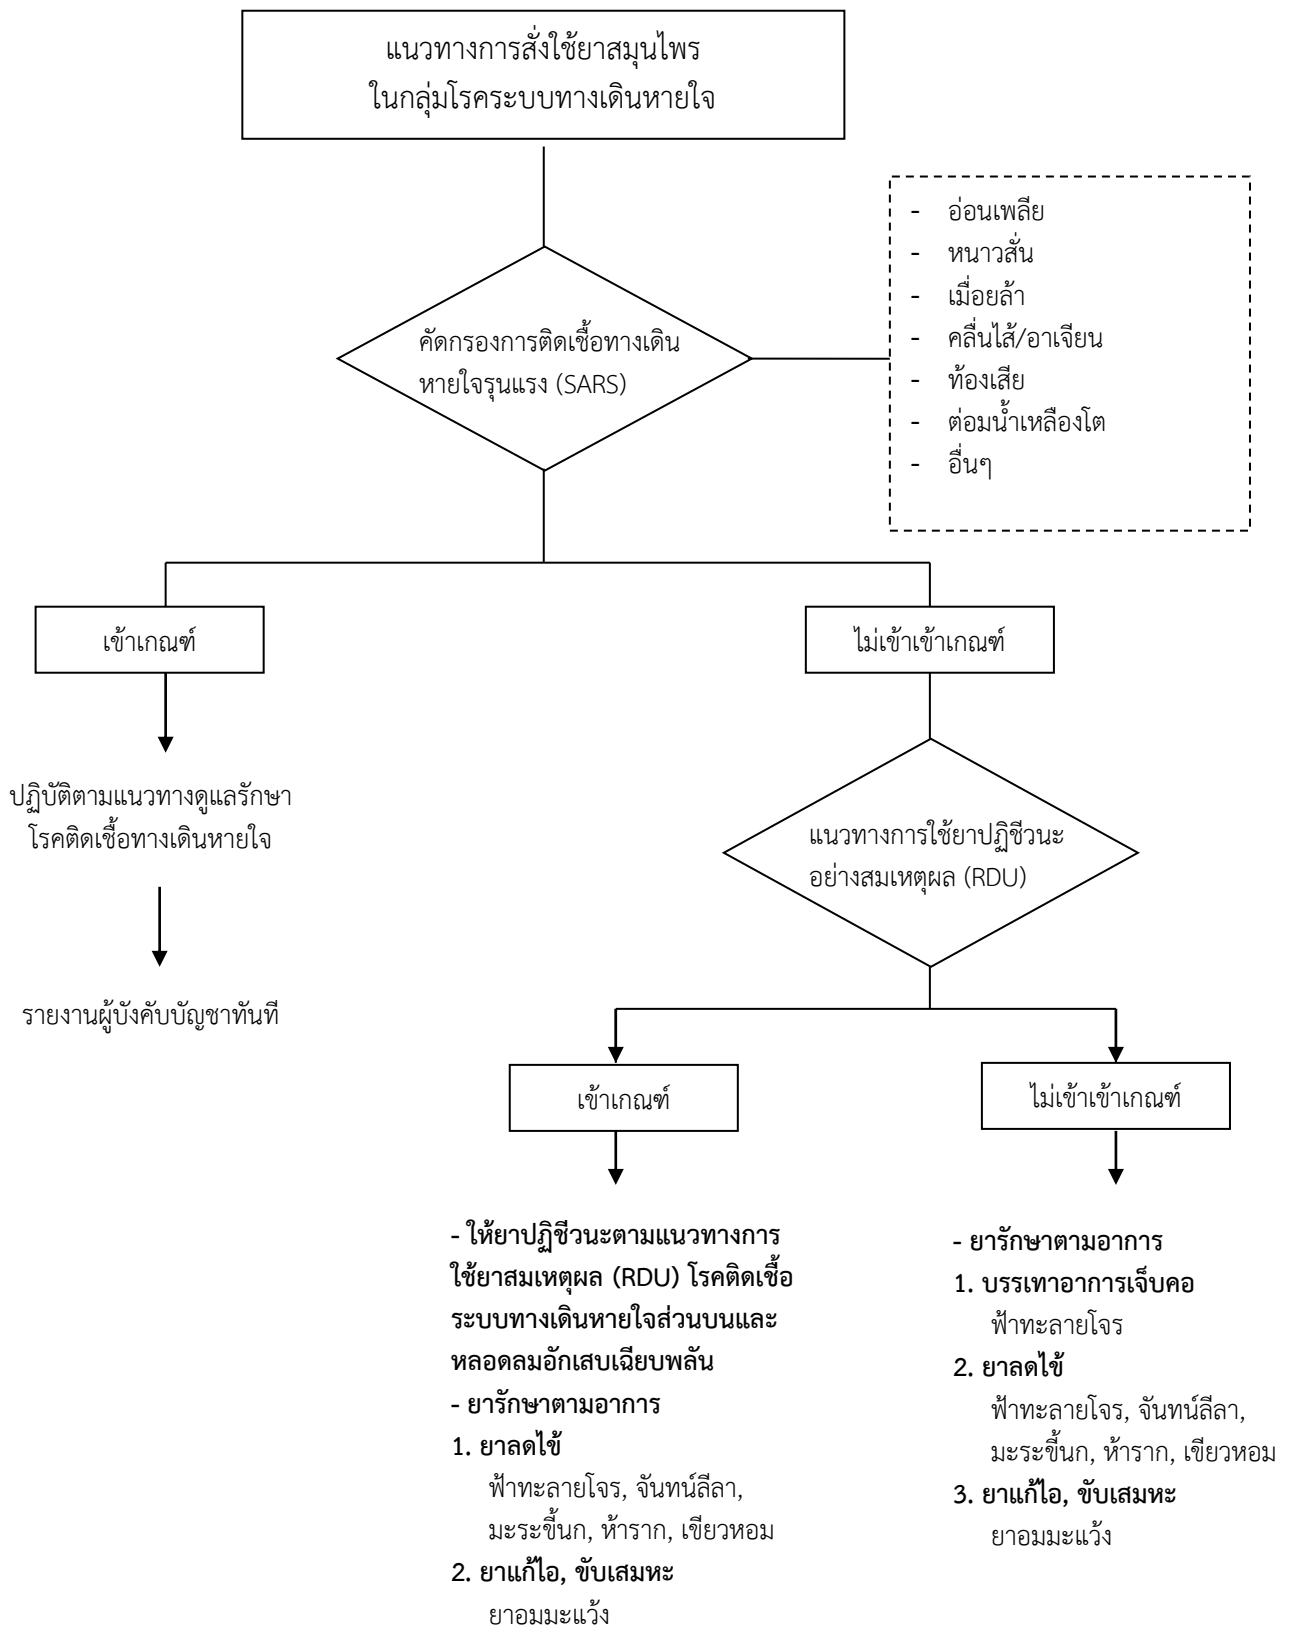 แนวทางการสั่งใช้ยาสมุนไพร
ในกลุ่มโรคระบบทางเดินหายใจ
- อ่อนเพลีย
- หนาวสั่น
- เมื่อยล้า
- คลื่นไส้/อาเจียน
- ท้องเสีย
- ต่อมน้ำเหลืองโต
- อื่นๆ
คัดกรองการติดเชื้อทางเดิน
หายใจรุนแรง (SARS)
เข้าเกณฑ์
ไม่เข้าเข้าเกณฑ์
ปฏิบัติตามแนวทางดูแลรักษา
โรคติดเชื้อทางเดินหายใจ
รายงานผู้บังคับบัญชาทันที
แนวทางการใช้ยาปฏิชีวนะ
อย่างสมเหตุผล (RDU)
เข้าเกณฑ์
ไม่เข้าเข้าเกณฑ์
- ให้ยาปฏิชีวนะตามแนวทางการ
ใช้ยาสมเหตุผล (RDU) โรคติดเชื้อ
ระบบทางเดินหายใจส่วนบนและ
หลอดลมอักเสบเฉียบพลัน
- ยารักษาตามอาการ
1. ยาลดไข้
ฟ้าทะลายโจร, จันทน์ลีลา,
มะระขี้นก, ห้าราก, เขียวหอม
2. ยาแก้ไอ, ขับเสมหะ
ยาอมมะแว้ง
- ยารักษาตามอาการ
1. บรรเทาอาการเจ็บคอ
ฟ้าทะลายโจร
2. ยาลดไข้
ฟ้าทะลายโจร, จันทน์ลีลา,
มะระขี้นก, ห้าราก, เขียวหอม
3. ยาแก้ไอ, ขับเสมหะ
ยาอมมะแว้ง